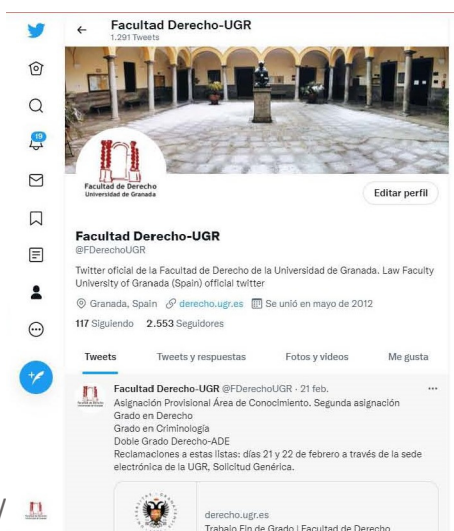 Facultad Derecho-UGR
1.291 Tweets
19
Facultad de Derecho
Universidad de Granada
Editar perfil
Facultad Derecho-UGR
@FDerechoUGR
Twitter oficial de la Facultad de Derecho de la Universidad de Granada. Law Faculty
University of Granada (Spain) official twitter
Granada, Spain derecho.ugr.es Se unió en mayo de 2012
117 Siguiendo 2.553 Seguidores
Tweets Tweets y respuestas Fotos y vídeos Me gusta
Facultad Derecho-UGR @FDerechoUGR · 21 feb.
Asignación Provisional Área de Conocimiento. Segunda asignación
Grado en Derecho
Grado en Criminología
Doble Grado Derecho-ADE
Reclamaciones a estas listas: días 21 y 22 de febrero a través de la sede
electrónica de la UGR, Solicitud Genérica.
derecho.ugr.es
Trabajo Fin de Grado | Facultad de Derecho